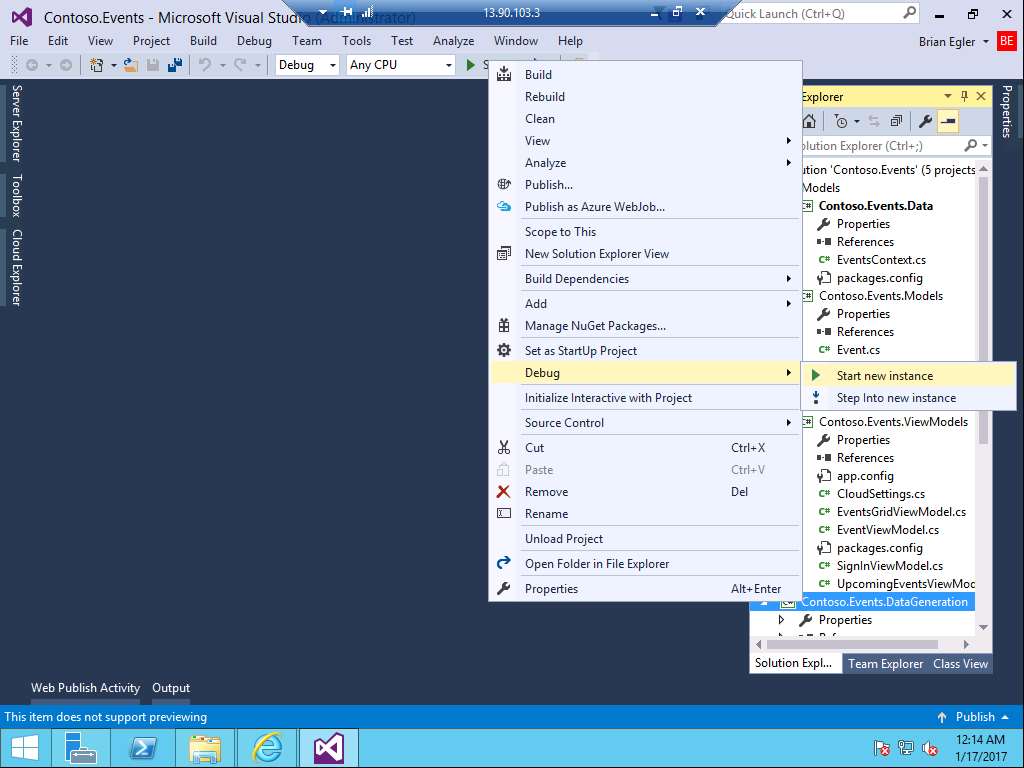 Contoso.Events - Microsoft Visual Studio (Administrator)
13.90.103.3
Quick Launch (Ctrl+Q)
File Edit View Project Build Debug Team Tools Test Analyze Window Help
Brian Egler
BE
Debug
Any CPU
Server Explorer
Toolbox
Cloud Explorer
Properties
Build
Rebuild
Clean
View
Analyze
Publish...
Publish as Azure WebJob...
Scope to This
New Solution Explorer View
Build Dependencies
Add
Manage NuGet Packages...
Set as StartUp Project
Debug
Initialize Interactive with Project
Source Control
Cut Ctrl+X
Paste Ctrl+V
Remove Del
Rename
Unload Project
Open Folder in File Explorer
Properties Alt+Enter
Start new instance
Step Into new instance
Explorer
olution Explorer (Ctrl+;)
ution 'Contoso.Events' (5 projects
Models
Contoso.Events.Data
Properties
References
EventsContext.cs
packages.config
Contoso.Events.Models
Properties
References
Event.cs
Contoso.Events.ViewModels
Properties
References
app.config
CloudSettings.cs
EventsGridViewModel.cs
EventViewModel.cs
packages.config
SignInViewModel.cs
UpcomingEventsViewMod
Contoso.Events.DataGeneration
Properties
Solution Expl... Team Explorer Class View
Web Publish Activity Output
This item does not support previewing
Publish
12:14 AM
1/17/2017